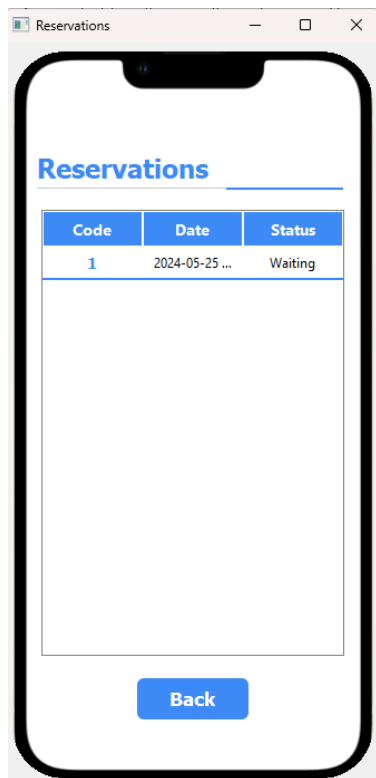 Reservations
Reservations
Code Date Status
1 2024-05-25 ... Waiting
Back